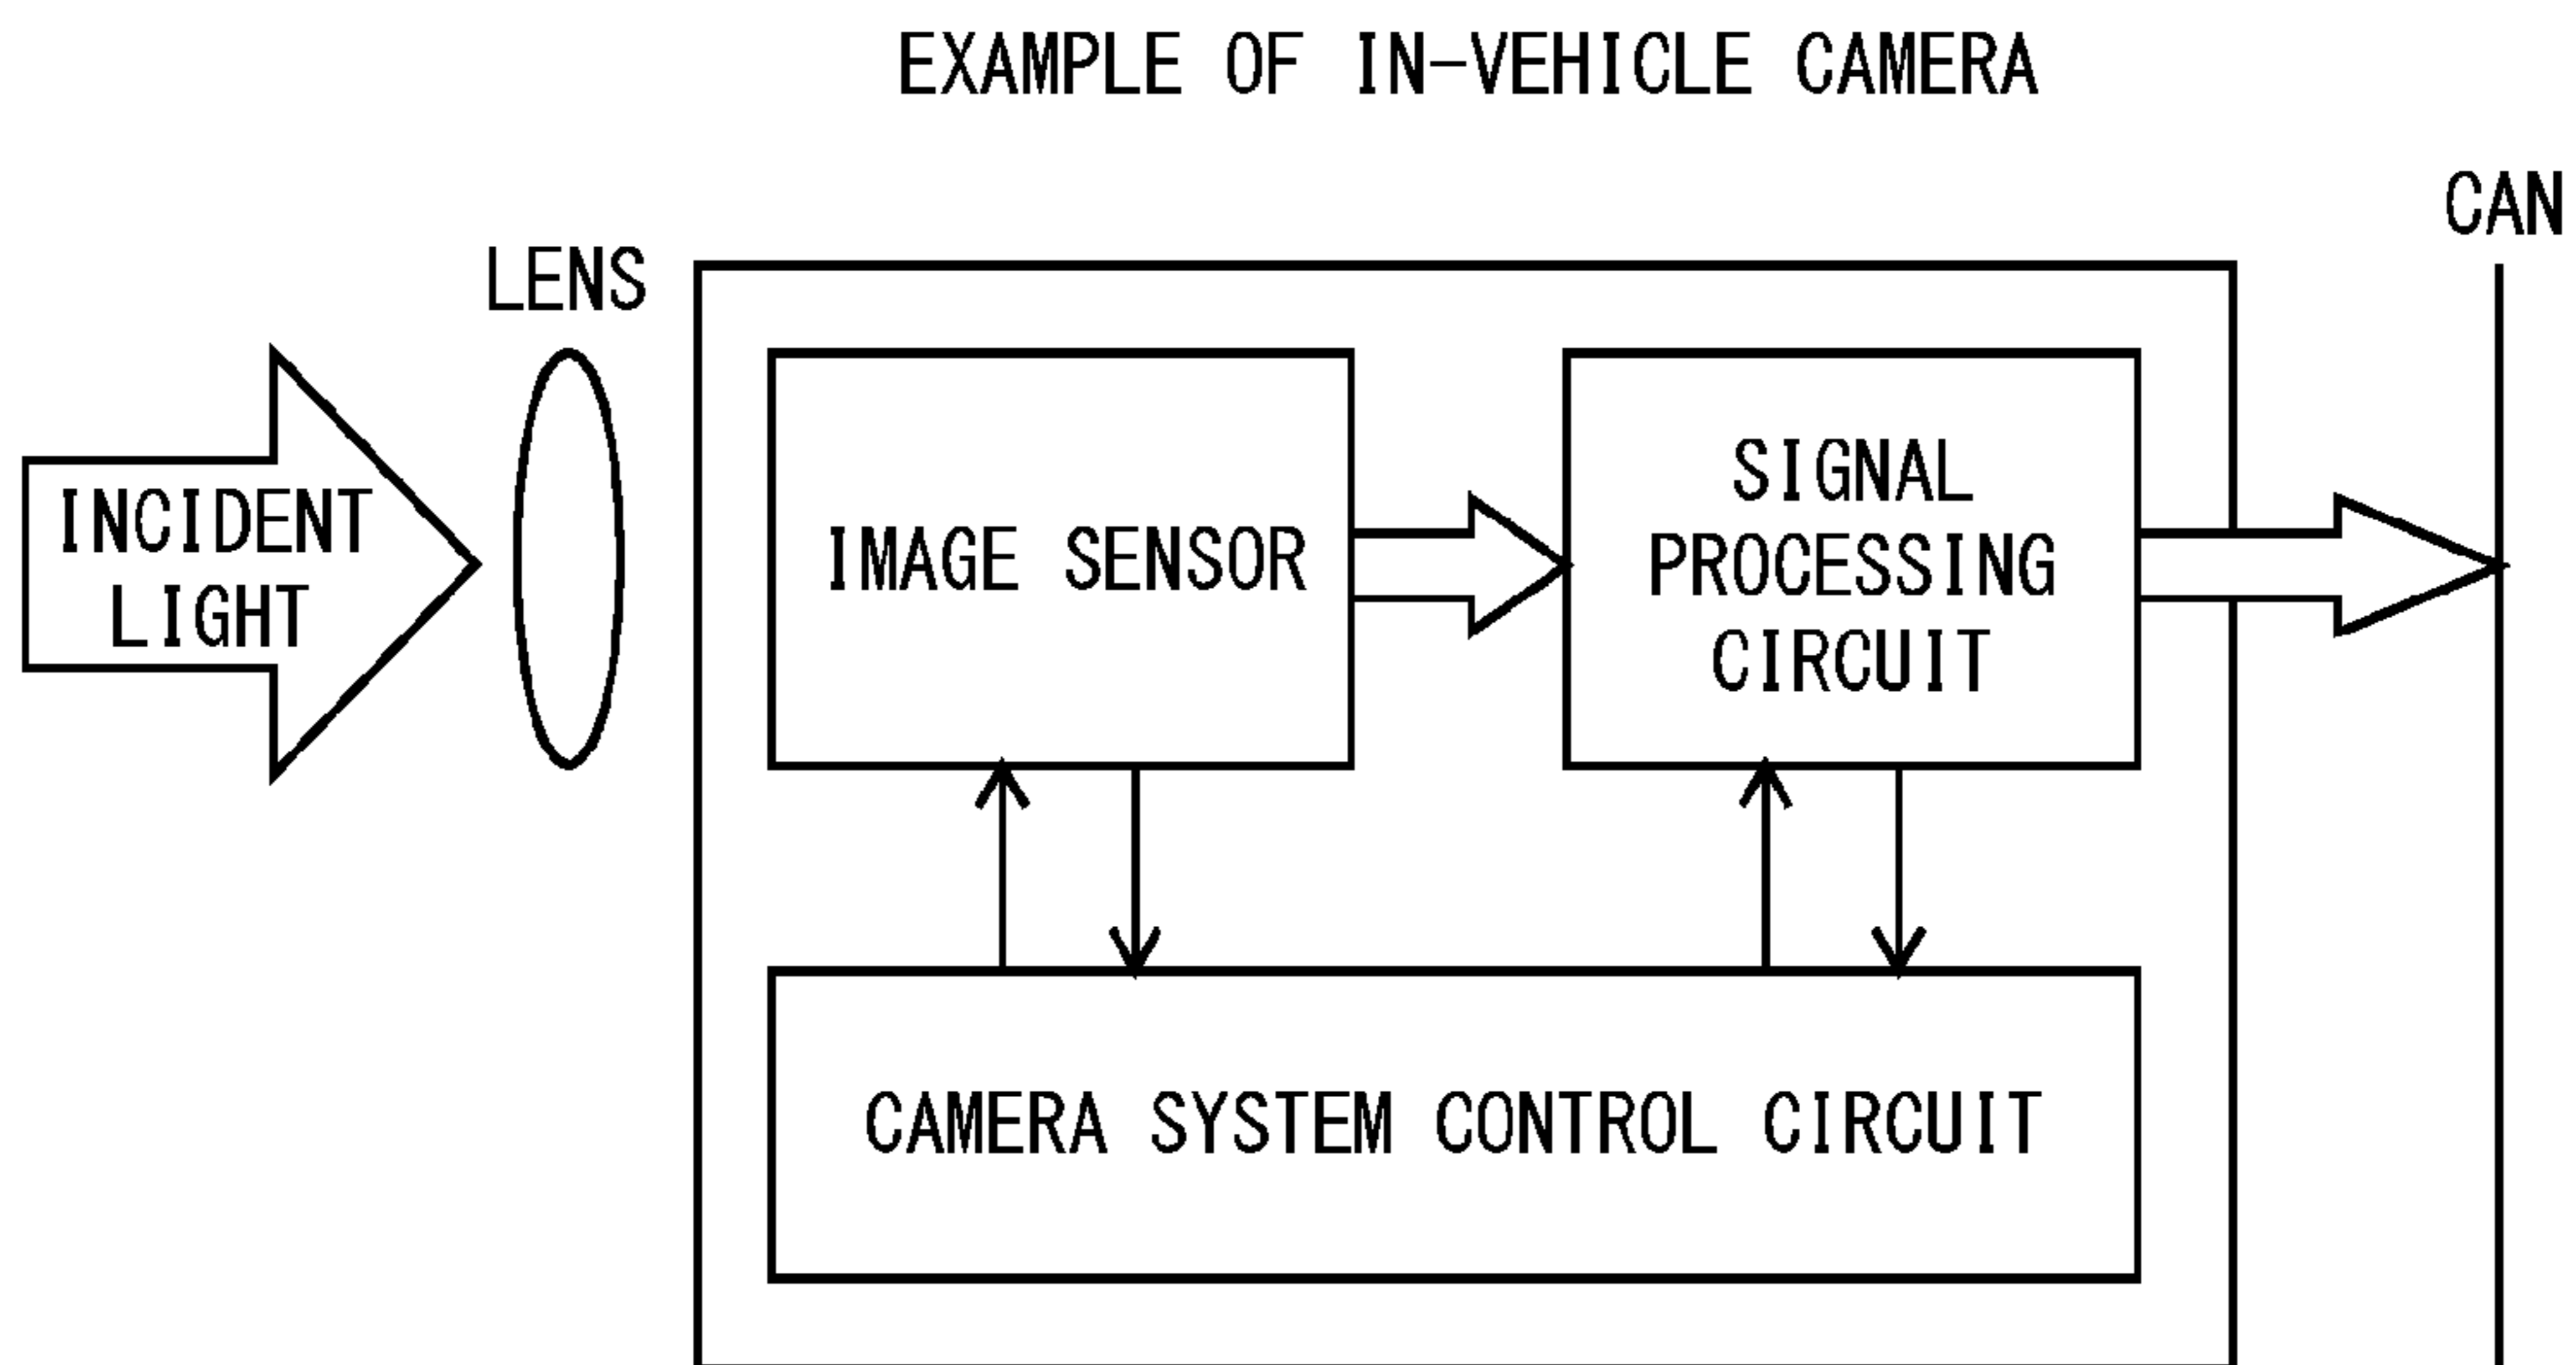 EXAMPLE OF IN-VEHICLE CAMERA
CAN
LENS
INCIDENT
LIGHT
IMAGE SENSOR
SIGNAL
PROCESSING
CIRCUIT
CAMERA SYSTEM CONTROL CIRCUIT